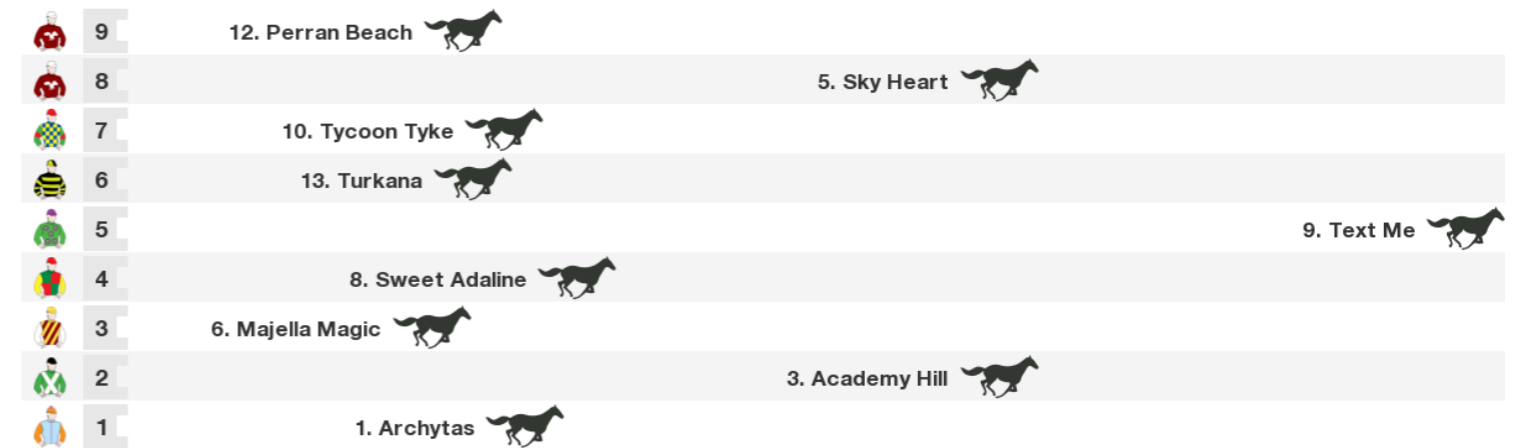 9 12. Perran Beach
8 5. Sky Heart
7 10. Tycoon Tyke
6 13. Turkana
5 9. Text Me
4 8. Sweet Adaline
3 6. Majella Magic
2 3. Academy Hill
1 1. Archytas